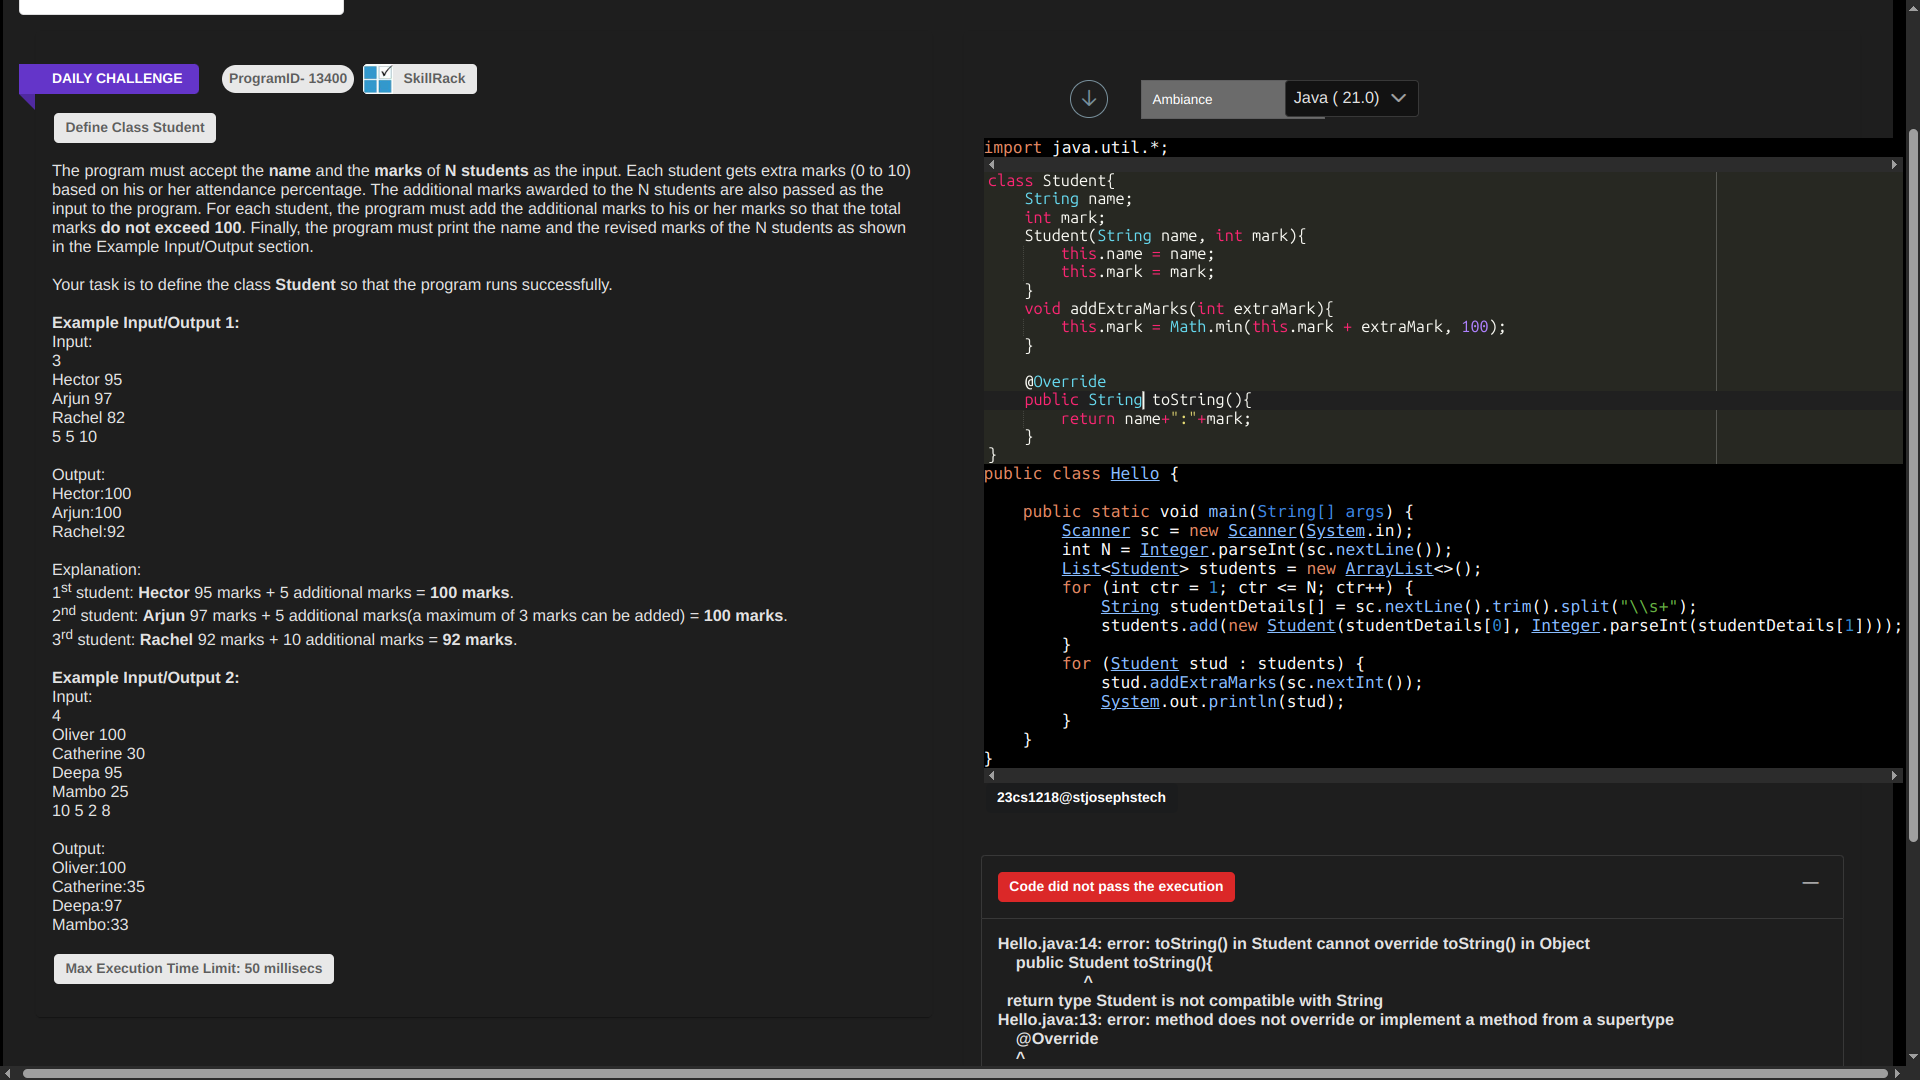 DAILY CHALLENGE
ProgramID- 13400
SkillRack
Define Class Student
The program must accept the name and the marks of N students as the input. Each student gets extra marks (0 to 10)
based on his or her attendance percentage. The additional marks awarded to the N students are also passed as the
input to the program. For each student, the program must add the additional marks to his or her marks so that the total
marks do not exceed 100. Finally, the program must print the name and the revised marks of the N students as shown
in the Example Input/Output section.
Your task is to define the class Student so that the program runs successfully.
Example Input/Output 1:
Input:
3
Hector 95
Arjun 97
Rachel 82
5 5 10
Output:
Hector:100
Arjun:100
Rachel:92
Explanation:
1st student: Hector 95 marks + 5 additional marks = 100 marks.
2nd student: Arjun 97 marks + 5 additional marks(a maximum of 3 marks can be added) = 100 marks.
3rd student: Rachel 92 marks + 10 additional marks = 92 marks.
Example Input/Output 2:
Input:
4
Oliver 100
Catherine 30
Deepa 95
Mambo 25
10 5 2 8
Output:
Oliver:100
Catherine:35
Deepa:97
Mambo:33
Max Execution Time Limit: 50 millisecs
Ambiance
Java ( 21.0)
import java.util.*;
class Student{
    String name;
    int mark;
    Student(String name, int mark){
        this.name = name;
        this.mark = mark;
    }
    void addExtraMarks(int extraMark){
        this.mark = Math.min(this.mark + extraMark, 100);
    }
    @Override
    public String toString(){
        return name+":"+mark;
    }
}
public class Hello {
    public static void main(String[] args) {
        Scanner sc = new Scanner(System.in);
        int N = Integer.parseInt(sc.nextLine());
        List<Student> students = new ArrayList<>();
        for (int ctr = 1; ctr <= N; ctr++) {
            String studentDetails[] = sc.nextLine().trim().split("\\s+");
            students.add(new Student(studentDetails[0], Integer.parseInt(studentDetails[1])));
        }
        for (Student stud : students) {
            stud.addExtraMarks(sc.nextInt());
            System.out.println(stud);
        }
    }
}
23cs1218@stjosephstech
Code did not pass the execution
Hello.java:14: error: toString() in Student cannot override toString() in Object
    public Student toString(){
                   ^
  return type Student is not compatible with String
Hello.java:13: error: method does not override or implement a method from a supertype
    @Override
    ^